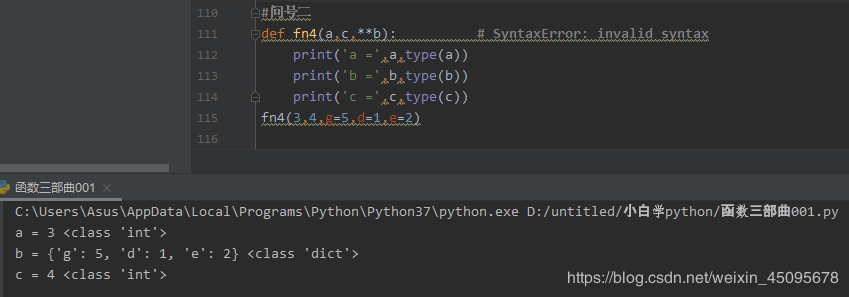 110 #问号二
111 def fn4(a,c,**b): # SyntaxError: invalid syntax
112 print('a =',a,type(a))
113 print('b =',b,type(b))
114 print('c =',c,type(c))
115 fn4(3,4,g=5,d=1,e=2)
116
函数三部曲001 ×
C:\Users\Asus\AppData\Local\Programs\Python\Python37\python.exe D:/untitled/小白学python/函数三部曲001.py
a = 3 <class 'int'>
b = {'g': 5, 'd': 1, 'e': 2} <class 'dict'>
c = 4 <class 'int'>
https://blog.csdn.net/weixin_45095678